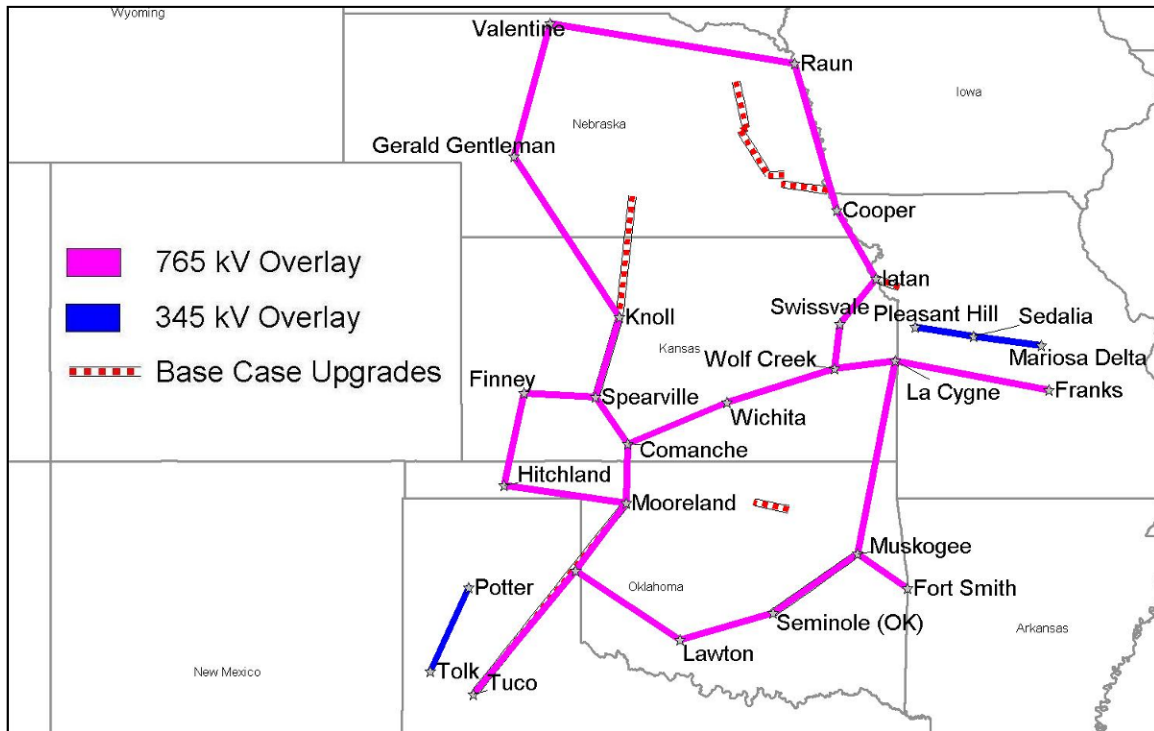 Wyoming
Valentine
Raun
Iowa
Nebraska
Gerald Gentleman
Cooper
765 kV Overlay
Iatan
345 kV Overlay
Knoll
Swissvale
Pleasant Hill
Sedalia
Kansas
Wolf Creek
Mariosa Delta
Base Case Upgrades
Finney
Spearville
La Cygne
Franks
Wichita
Comanche
Hitchland
Mooreland
Muskogee
Potter
Oklahoma
Fort Smith
Seminole (OK)
Arkansas
Lawton
New Mexico
Tolk
Tuco